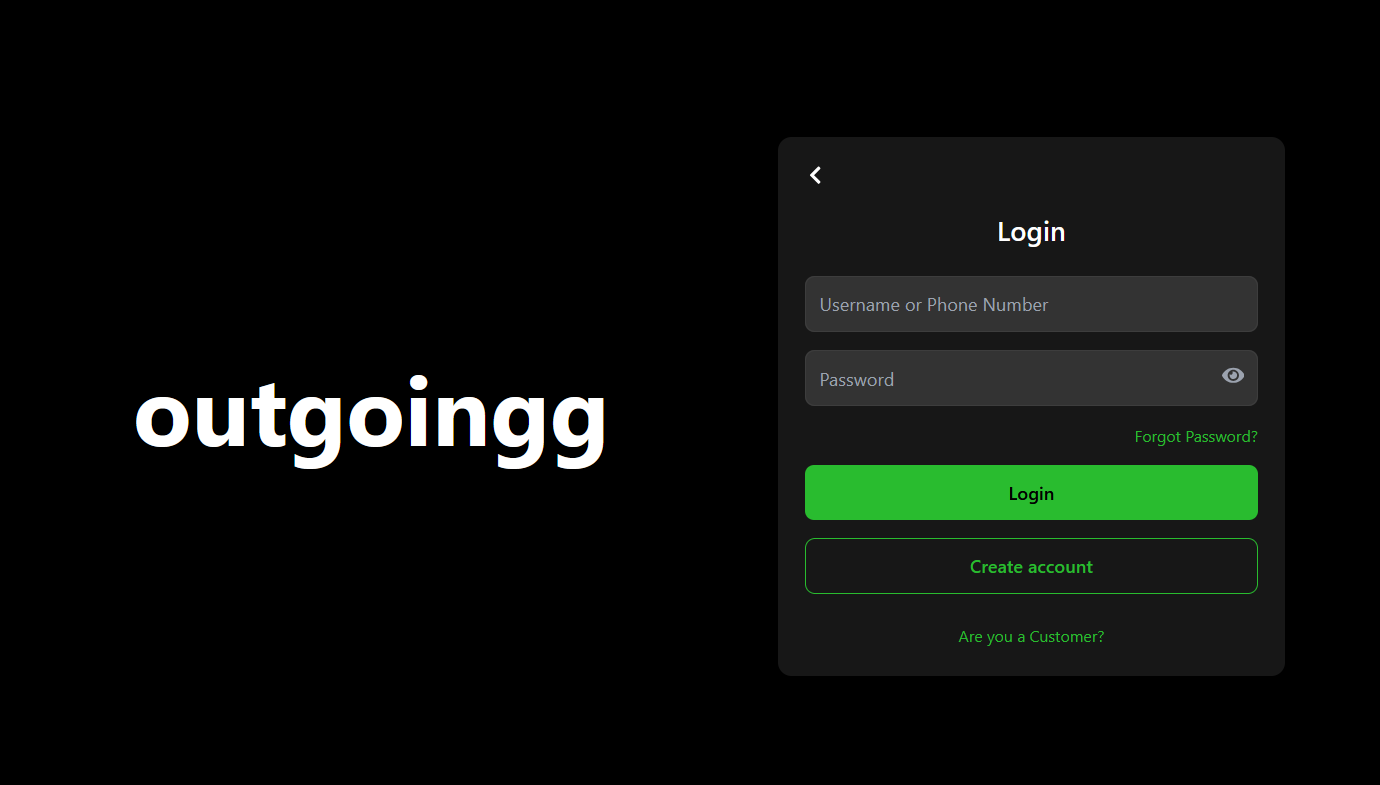 outgoingg
Login
Username or Phone Number
Password
Forgot Password?
Login
Create account
Are you a Customer?